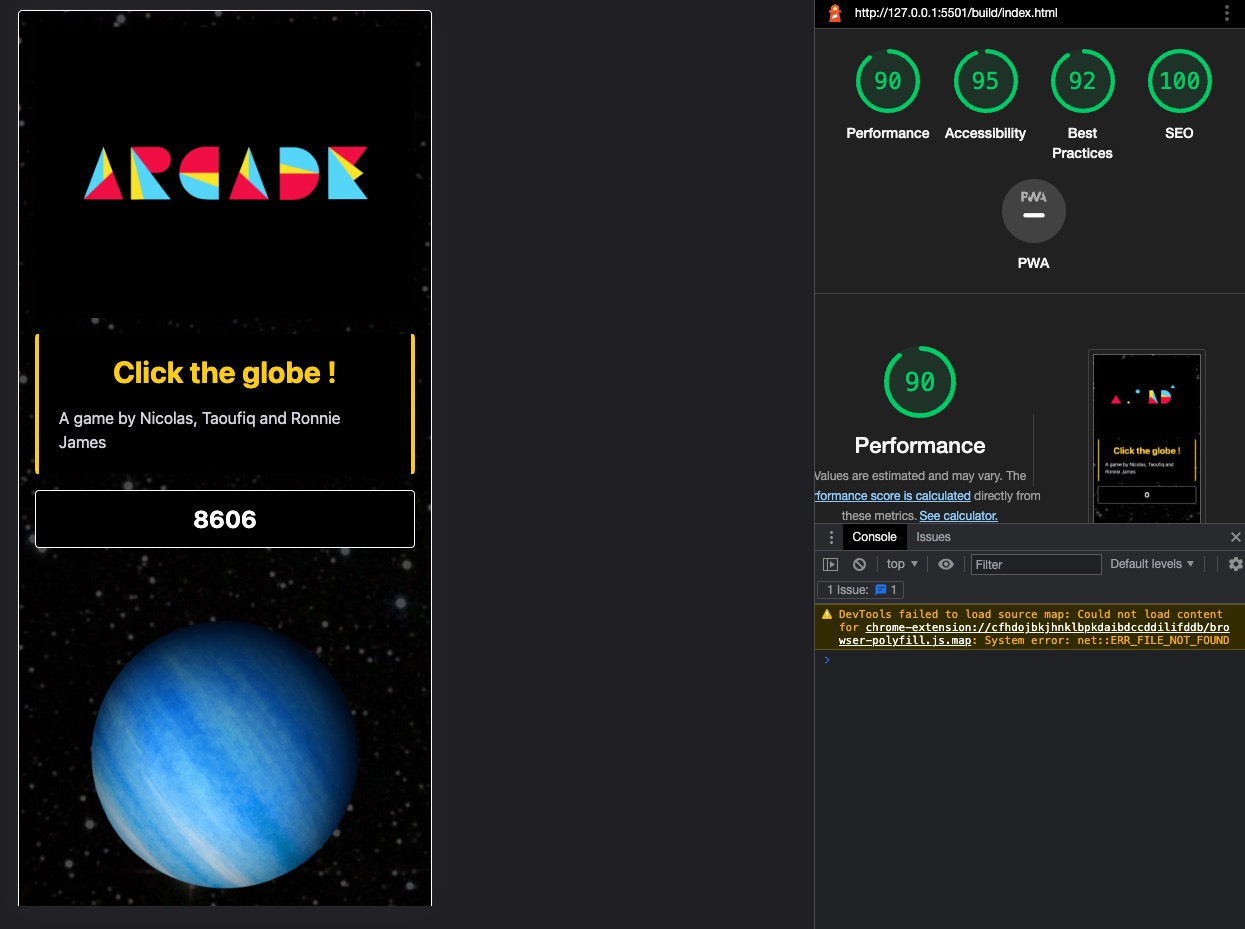 ARCADE
Click the globe !
A game by Nicolas, Taoufiq and Ronnie
James
8606
http://127.0.0.1:5501/build/index.html
90
95
92
100
Performance
Accessibility
Best
Practices
SEO
PWA
PWA
90
Performance
Values are estimated and may vary. The
rformance score is calculated directly from
these metrics. See calculator.
Click the globe !
A game by Nicolas, Taoufiq and
Ronnie James
0
Console
Issues
top
Filter
Default levels
1 Issue:
1
DevTools failed to load source map: Could not load content
for chrome-extension://cfhdojbkjhnklbpkdaibdccddilifddb/bro
wser-polyfill.js.map: System error: net::ERR_FILE_NOT_FOUND